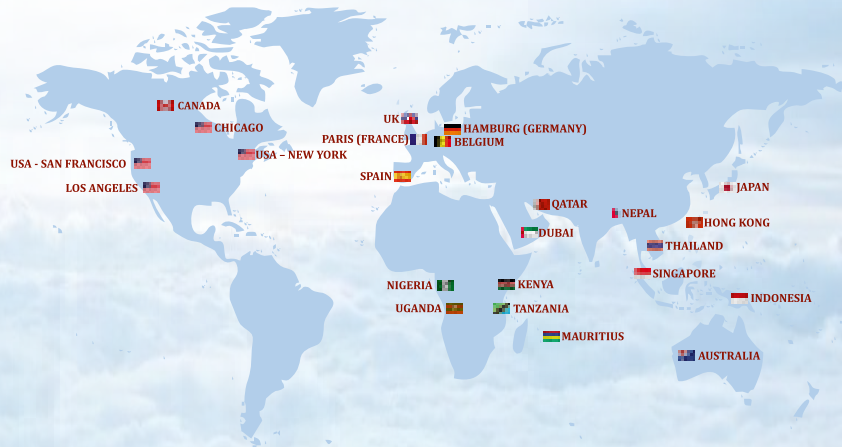 CANADA
UK
CHICAGO
HAMBURG (GERMANY)
PARIS (FRANCE)
BELGIUM
USA – NEW YORK
USA - SAN FRANCISCO
SPAIN
LOS ANGELES
JAPAN
QATAR
NEPAL
HONG KONG
DUBAI
THAILAND
SINGAPORE
NIGERIA
KENYA
INDONESIA
UGANDA
TANZANIA
MAURITIUS
AUSTRALIA